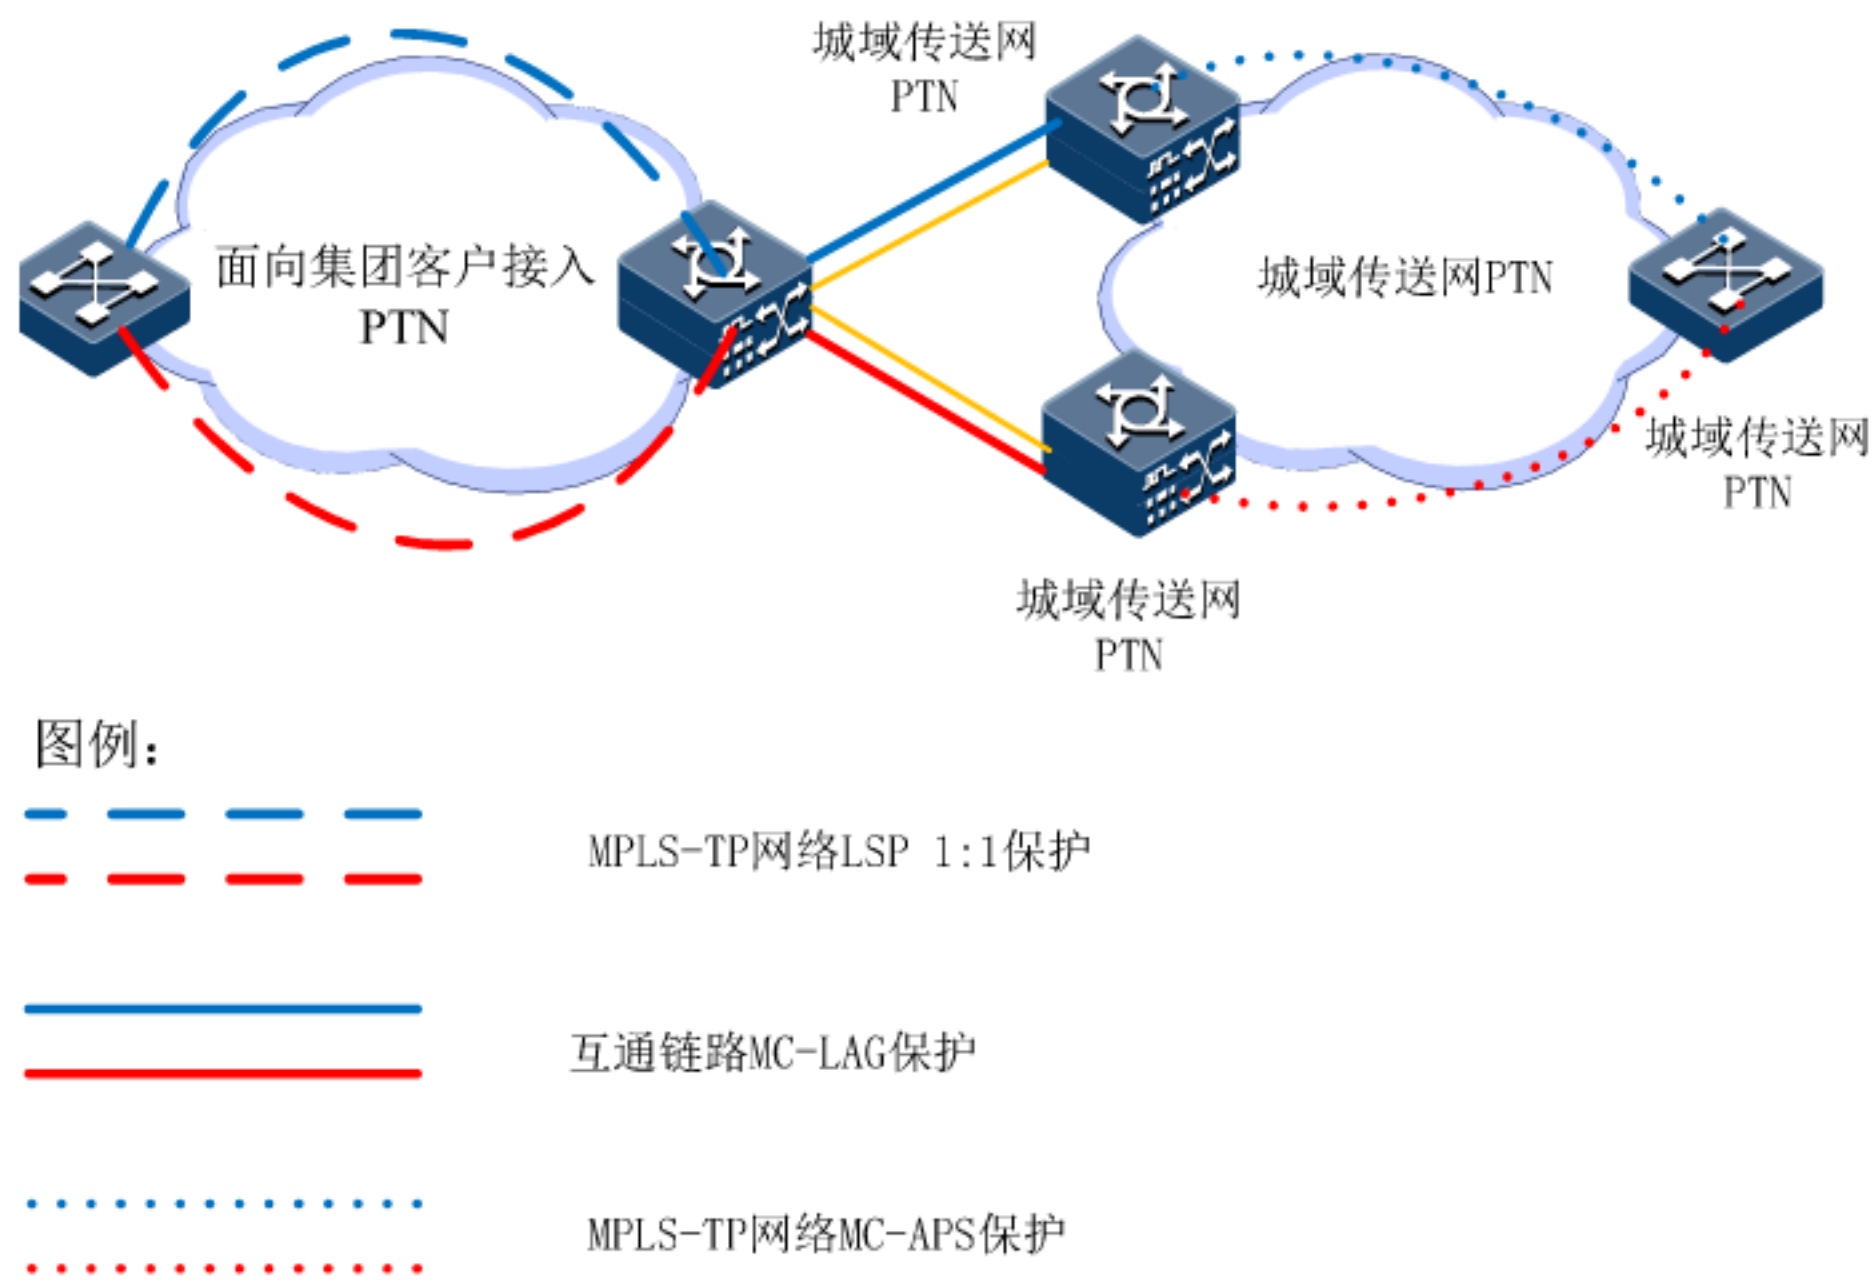 城域传送网
PTN
面向集团客户接入
PTN
城域传送网PTN
城域传送网
PTN
城域传送网
PTN
图例：
MPLS-TP网络LSP 1:1保护
互通链路MC-LAG保护
MPLS-TP网络MC-APS保护